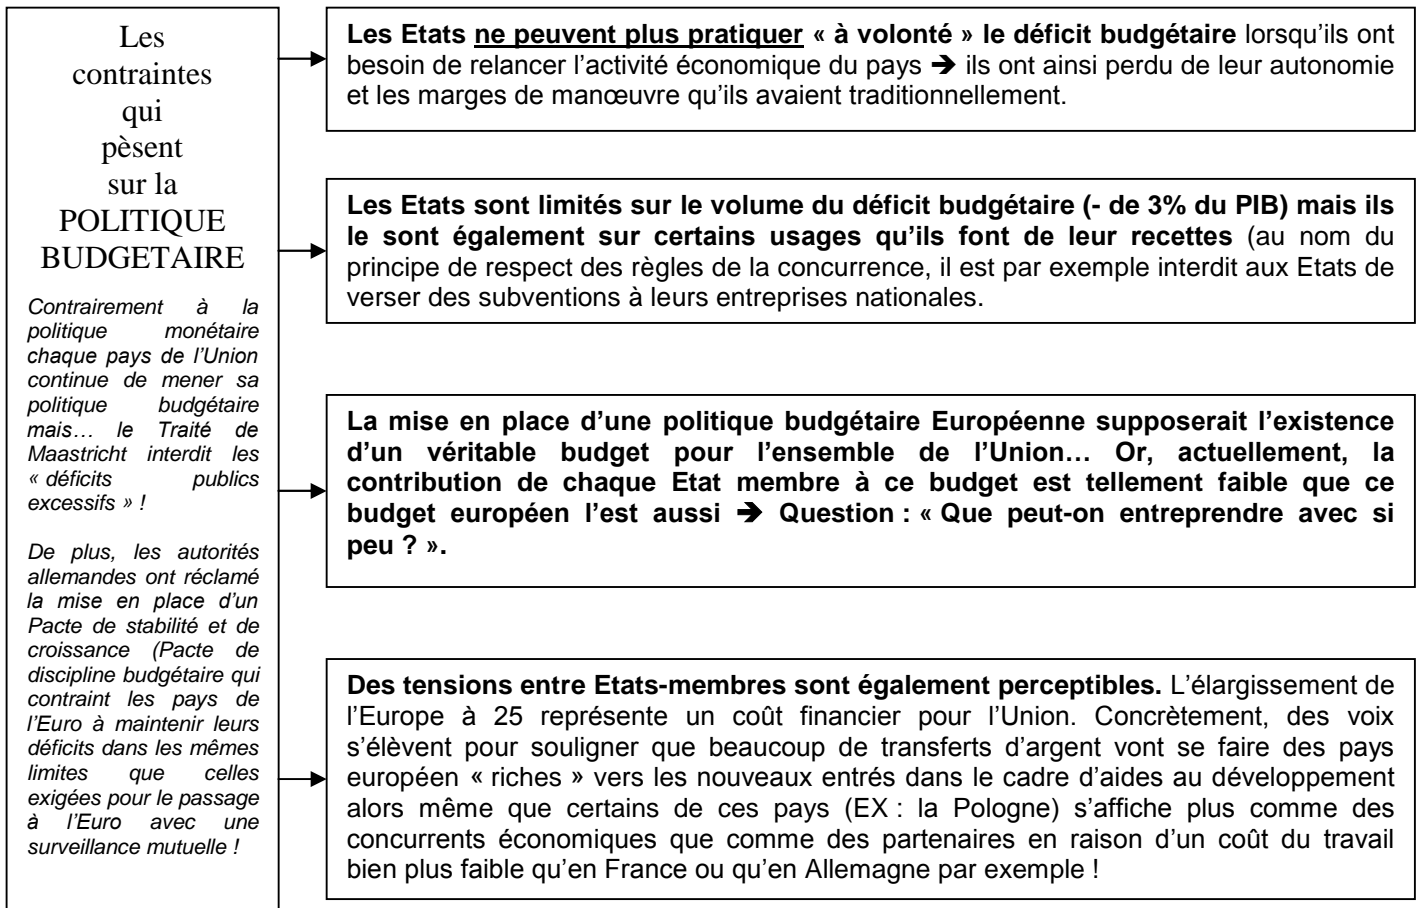 Les
contraintes
qui
pèsent
sur la
POLITIQUE
BUDGETAIRE
Contrairement à la
politique monétaire
chaque pays de l’Union
continue de mener sa
politique budgétaire
mais… le Traité de
Maastricht interdit les
« déficits publics
excessifs » !
De plus, les autorités
allemandes ont réclamé
la mise en place d’un
Pacte de stabilité et de
croissance (Pacte de
discipline budgétaire qui
contraint les pays de
l’Euro à maintenir leurs
déficits dans les mêmes
limites que celles
exigées pour le passage
à l’Euro avec une
surveillance mutuelle !
Les Etats ne peuvent plus pratiquer « à volonté » le déficit budgétaire lorsqu’ils ont
besoin de relancer l’activité économique du pays ➔ ils ont ainsi perdu de leur autonomie
et les marges de manœuvre qu’ils avaient traditionnellement.
Les Etats sont limités sur le volume du déficit budgétaire (- de 3% du PIB) mais ils
le sont également sur certains usages qu’ils font de leur recettes (au nom du
principe de respect des règles de la concurrence, il est par exemple interdit aux Etats de
verser des subventions à leurs entreprises nationales.
La mise en place d’une politique budgétaire Européenne supposerait l’existence
d’un véritable budget pour l’ensemble de l’Union… Or, actuellement, la
contribution de chaque Etat membre à ce budget est tellement faible que ce
budget européen l’est aussi ➔ Question : « Que peut-on entreprendre avec si
peu ? ».
Des tensions entre Etats-membres sont également perceptibles. L’élargissement de
l’Europe à 25 représente un coût financier pour l’Union. Concrètement, des voix
s’élèvent pour souligner que beaucoup de transferts d’argent vont se faire des pays
européen « riches » vers les nouveaux entrés dans le cadre d’aides au développement
alors même que certains de ces pays (EX : la Pologne) s’affiche plus comme des
concurrents économiques que comme des partenaires en raison d’un coût du travail
bien plus faible qu’en France ou qu’en Allemagne par exemple !